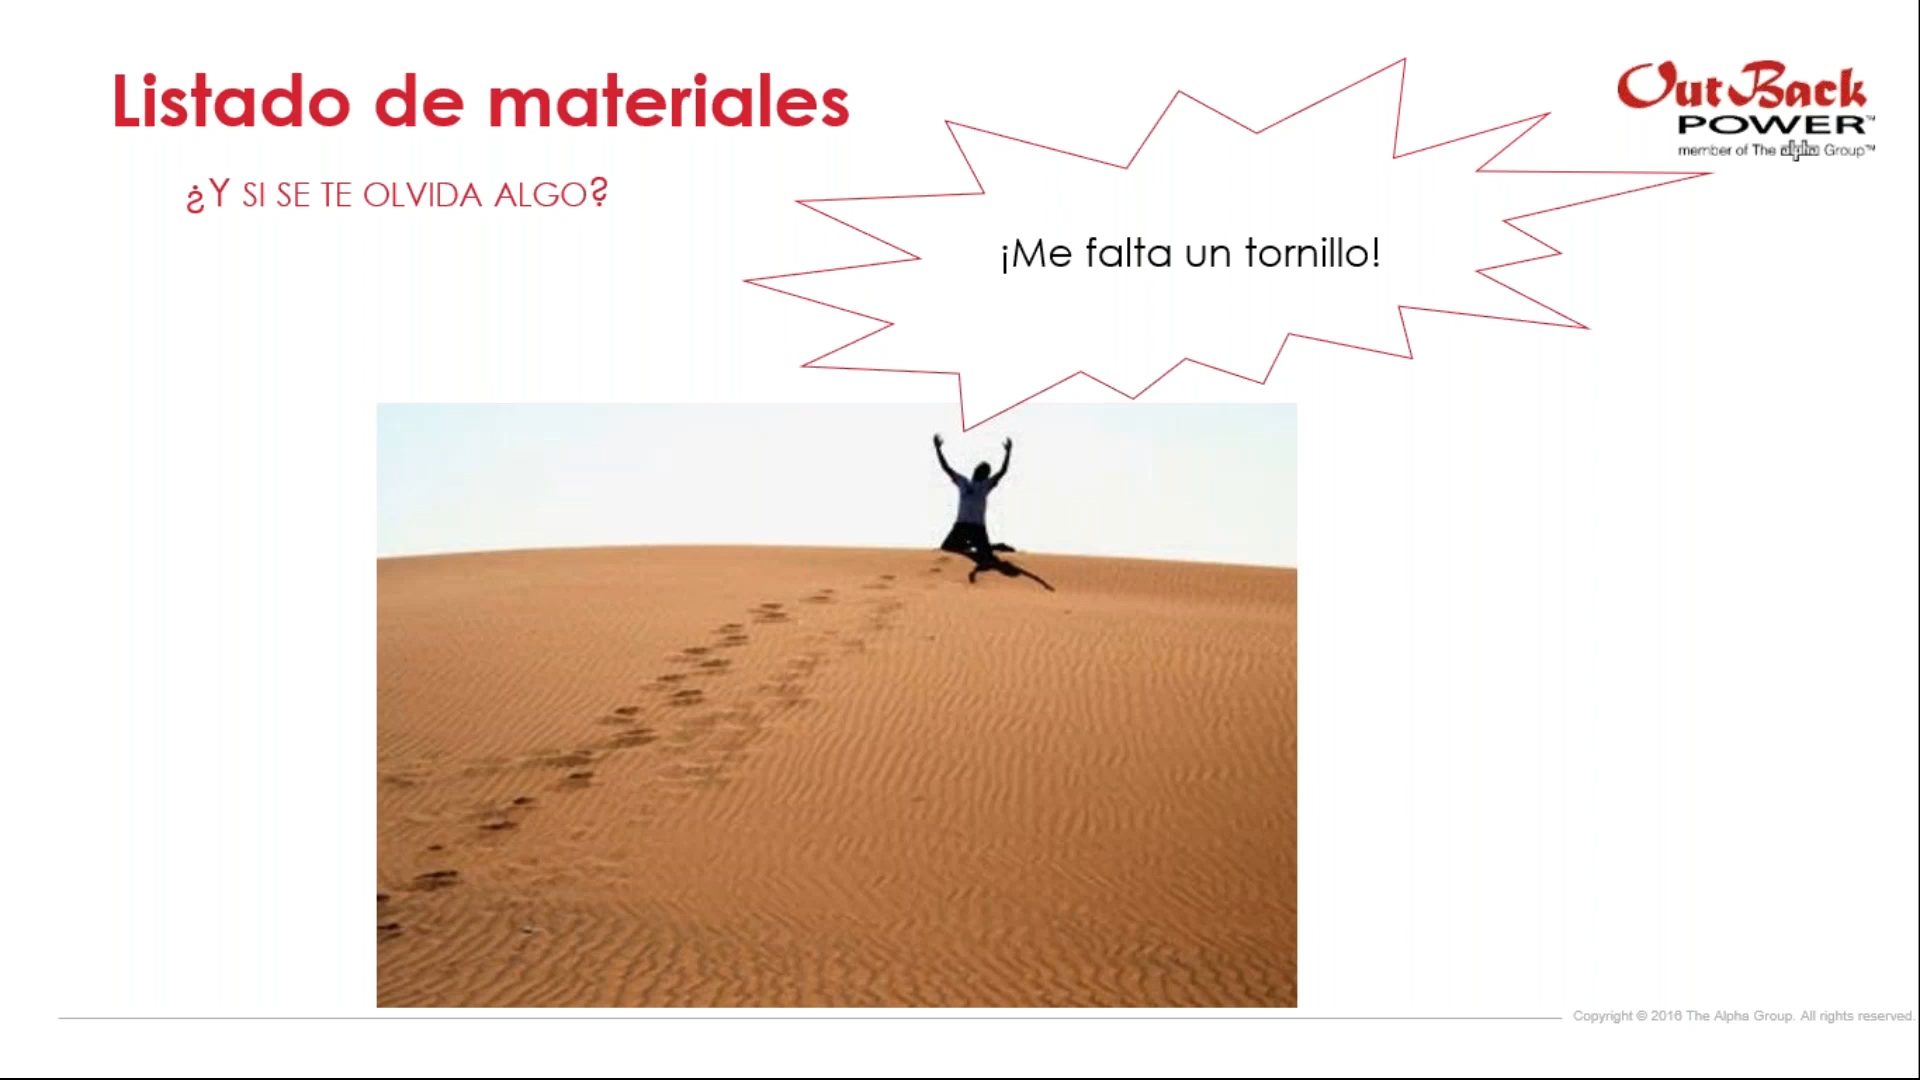 Listado de materiales
¿Y SI SE TE OLVIDA ALGO?
¡Me falta un tornillo!
OutBack
POWER™
member of The alpha Group™
Copyright © 2016 The Alpha Group. All rights reserved.